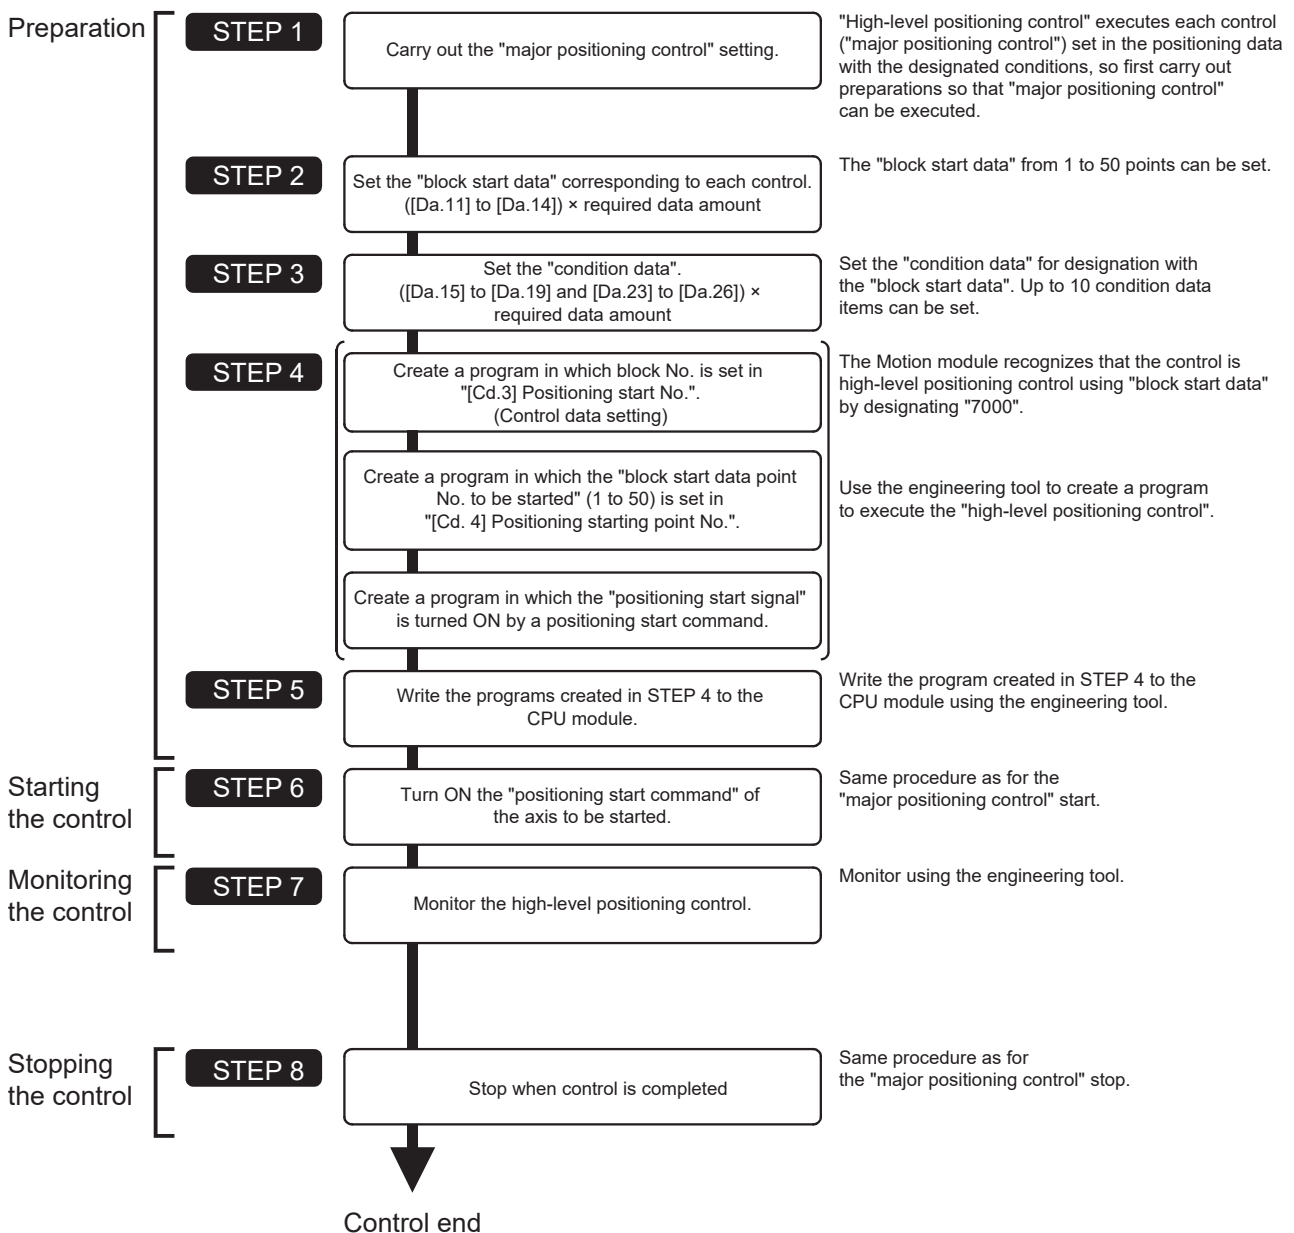 Preparation
STEP 1
Carry out the "major positioning control" setting.
"High-level positioning control" executes each control
("major positioning control") set in the positioning data
with the designated conditions, so first carry out
preparations so that "major positioning control"
can be executed.
STEP 2
Set the "block start data" corresponding to each control.
([Da.11] to [Da.14]) × required data amount
The "block start data" from 1 to 50 points can be set.
STEP 3
Set the "condition data".
([Da.15] to [Da.19] and [Da.23] to [Da.26]) ×
required data amount
Set the "condition data" for designation with
the "block start data". Up to 10 condition data
items can be set.
STEP 4
Create a program in which block No. is set in
"[Cd.3] Positioning start No.".
(Control data setting)
The Motion module recognizes that the control is
high-level positioning control using "block start data"
by designating "7000".
Create a program in which the "block start data point
No. to be started" (1 to 50) is set in
"[Cd. 4] Positioning starting point No.".
Use the engineering tool to create a program
to execute the "high-level positioning control".
Create a program in which the "positioning start signal"
is turned ON by a positioning start command.
STEP 5
Write the programs created in STEP 4 to the
CPU module.
Write the program created in STEP 4 to the
CPU module using the engineering tool.
Starting
the control
STEP 6
Turn ON the "positioning start command" of
the axis to be started.
Same procedure as for the
"major positioning control" start.
Monitoring
the control
STEP 7
Monitor the high-level positioning control.
Monitor using the engineering tool.
Stopping
the control
STEP 8
Stop when control is completed
Same procedure as for
the "major positioning control" stop.
Control end